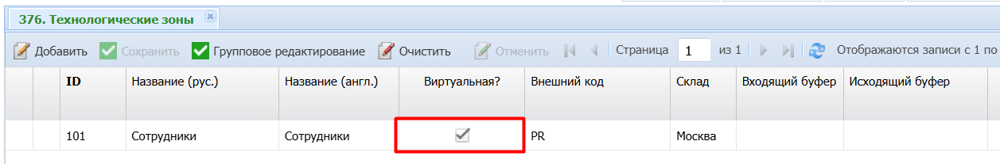 376. Технологические зоны
Добавить Сохранить Групповое редактирование Очистить Отменить Страница 1 из 1 Отображаются записи с 1 по
ID Название (рус.) Название (англ.) Виртуальная? Внешний код Склад Входящий буфер Исходящий буфер
101 Сотрудники Сотрудники PR Москва